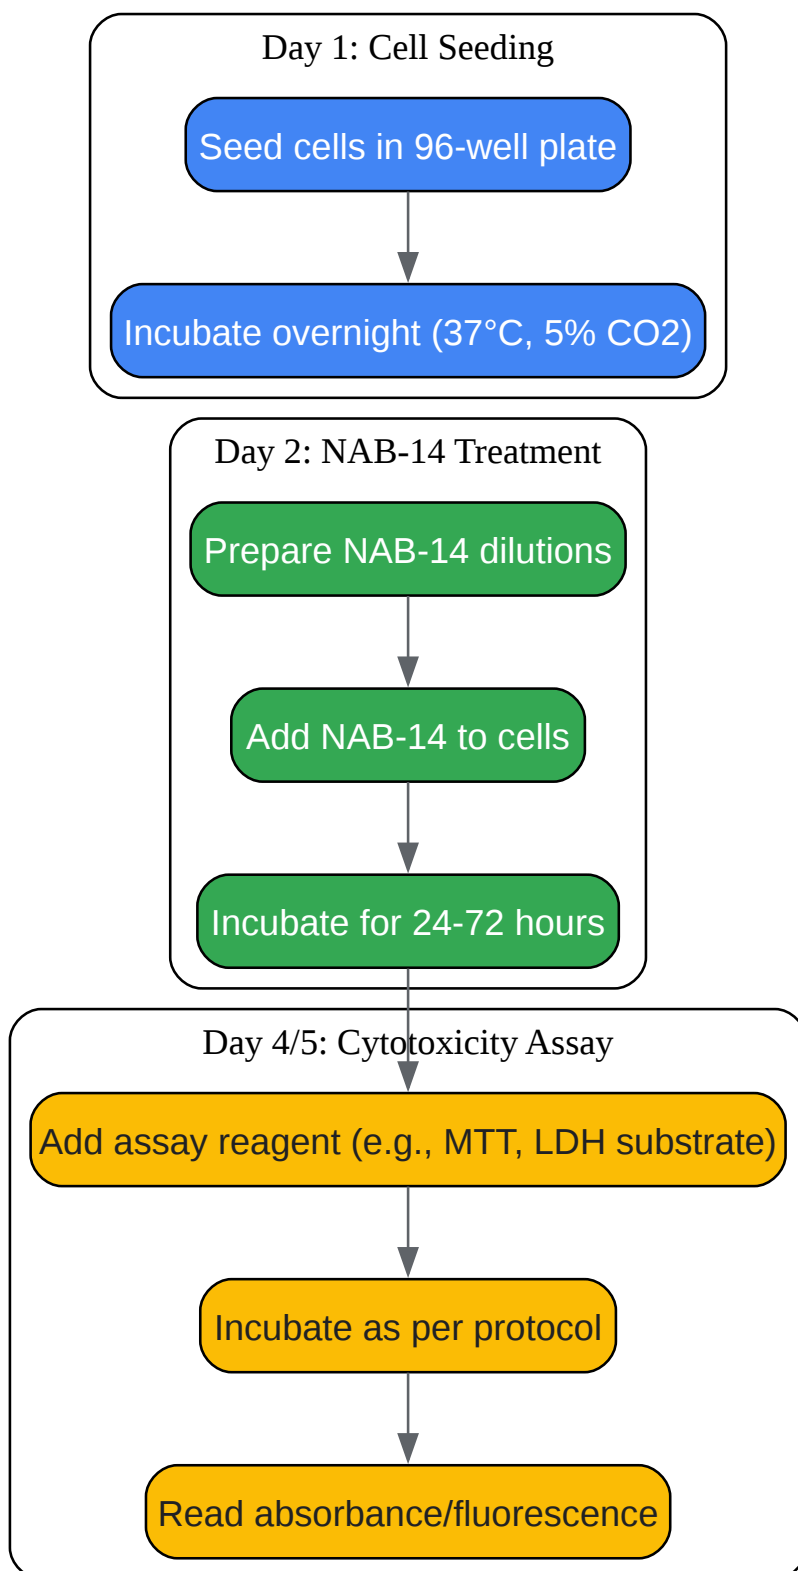 Day 1: Cell Seeding
Seed cells in 96-well plate
Incubate overnight (37°C, 5% CO2)
Day 2: NAB-14 Treatment
Prepare NAB-14 dilutions
Add NAB-14 to cells
Incubate for 24-72 hours
Day 4/5: Cytotoxicity Assay
Add assay reagent (e.g., MTT, LDH substrate)
Incubate as per protocol
Read absorbance/fluorescence